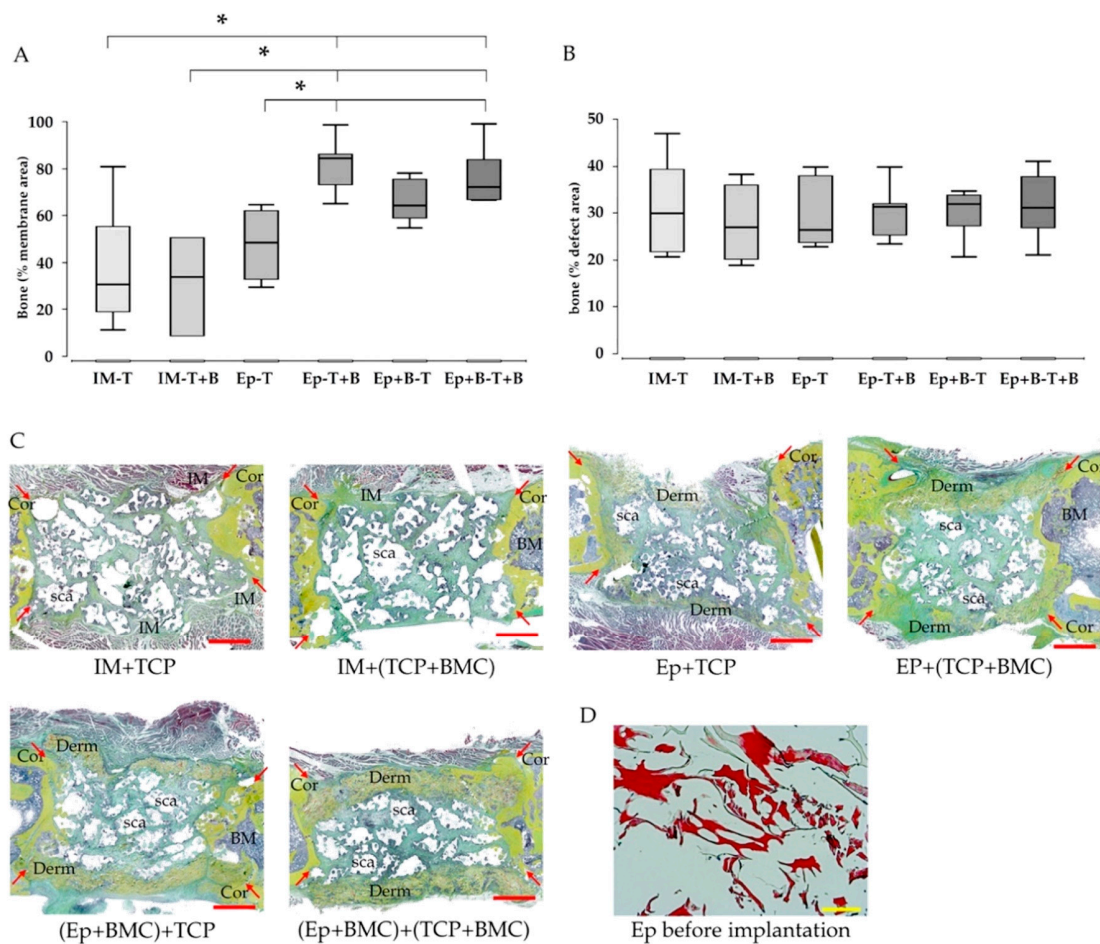 A
B
*
*
*
Bone (% membrane area)
100
80
60
40
20
0
IM-T IM-T+B Ep-T Ep-T+B Ep+B-T Ep+B-T+B
bone (% defect area)
50
40
30
20
10
0
IM-T IM-T+B Ep-T Ep-T+B Ep+B-T Ep+B-T+B
C
Cor IM Cor
sca IM
IM
IM+TCP
Cor IM Cor
sca BM
IM+(TCP+BMC)
Cor
Derm
sca
sca
Derm
Ep+TCP
Cor
Derm
sca BM
sca
Derm Cor
EP+(TCP+BMC)
Derm
Cor
sca
sca
BM
Derm
Cor
(Ep+BMC)+TCP
Cor
Derm
Cor
sca
sca
Derm
(Ep+BMC)+(TCP+BMC)
D
Ep before implantation